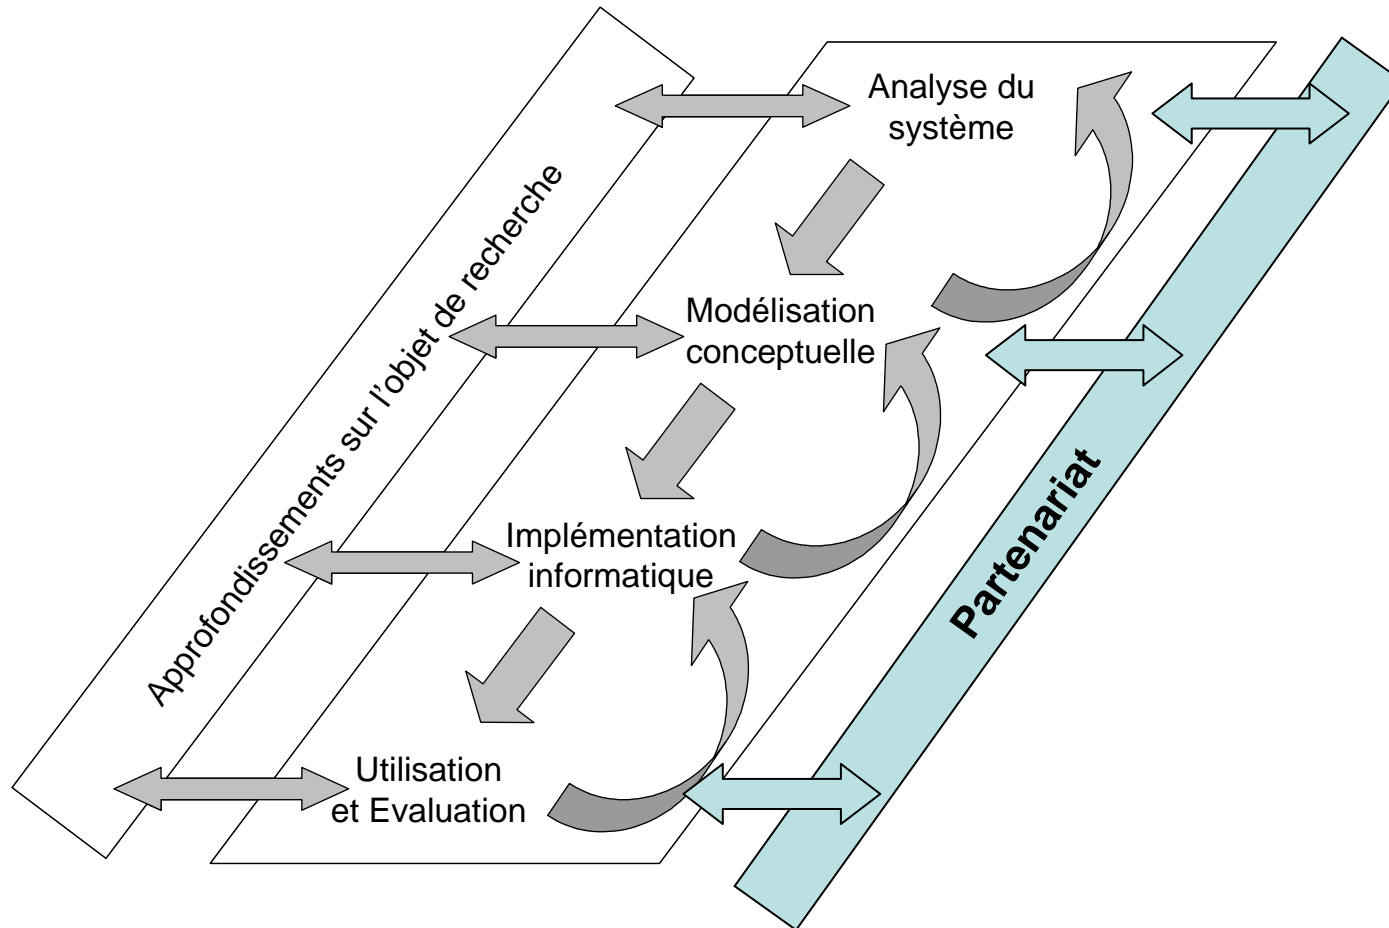 Analyse du
système
Approfondissements sur l'objet de recherche
Modélisation
conceptuelle
Partenariat
Implémentation
informatique
Utilisation
et Evaluation